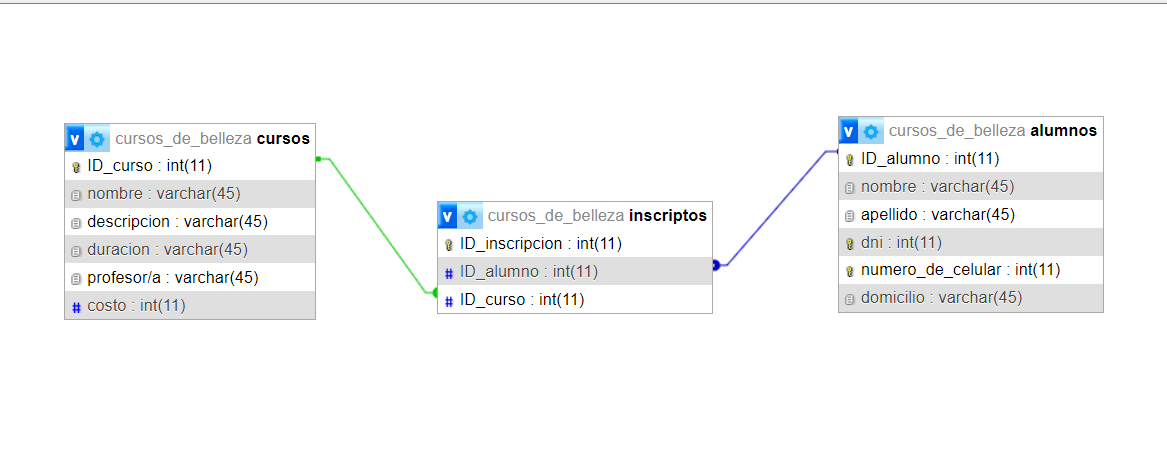 v cursos_de_belleza cursos
ID_curso : int(11)
nombre : varchar(45)
descripcion : varchar(45)
duracion : varchar(45)
profesor/a : varchar(45)
# costo : int(11)
v cursos_de_belleza inscriptos
ID_inscripcion : int(11)
# ID_alumno : int(11)
# ID_curso : int(11)
v cursos_de_belleza alumnos
ID_alumno : int(11)
nombre : varchar(45)
apellido : varchar(45)
dni : int(11)
numero_de_celular : int(11)
domicilio : varchar(45)